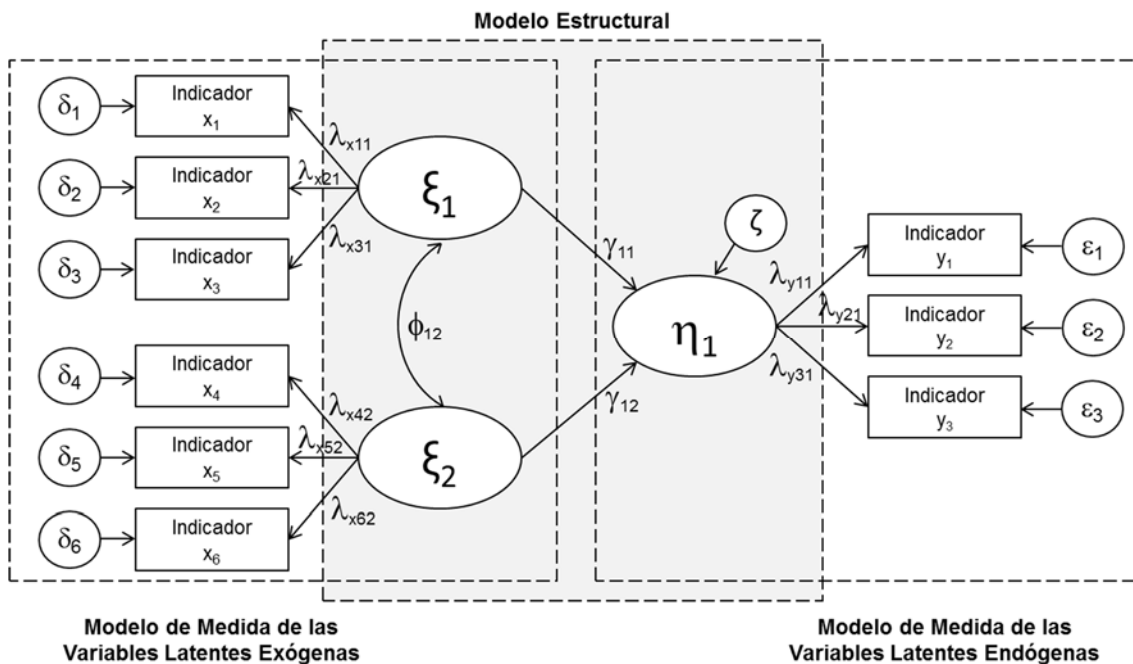 Modelo Estructural
δ1
Indicador
x1
λx11
δ2
Indicador
x2
λx21
δ3
Indicador
x3
λx31
ξ1
ϕ12
δ4
Indicador
x4
λx42
δ5
Indicador
x5
λx52
δ6
Indicador
x6
λx62
ξ2
γ11
γ12
ζ
η1
λy11
Indicador
y1
ε1
λy21
Indicador
y2
ε2
λy31
Indicador
y3
ε3
Modelo de Medida de las
Variables Latentes Exógenas
Modelo de Medida de las
Variables Latentes Endógenas